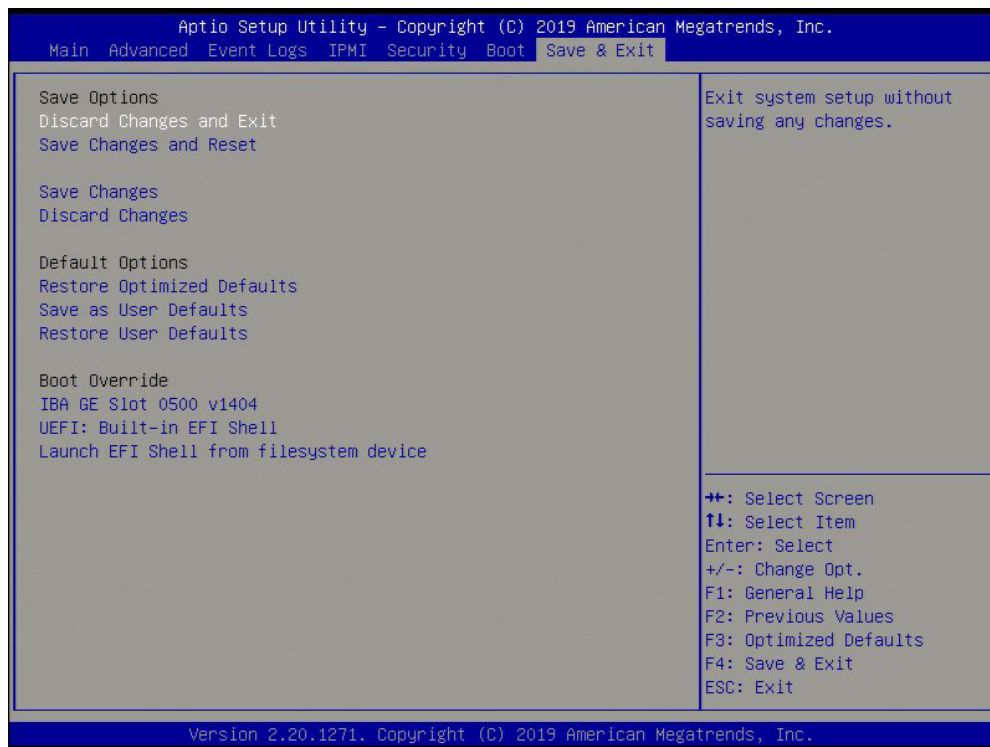 Aptio Setup Utility – Copyright (C) 2019 American Megatrends, Inc.
Main Advanced Event Logs IPMI Security Boot Save & Exit
Save Options
Discard Changes and Exit
Save Changes and Reset
Save Changes
Discard Changes
Default Options
Restore Optimized Defaults
Save as User Defaults
Restore User Defaults
Boot Override
IBA GE Slot 0500 v1404
UEFI: Built-in EFI Shell
Launch EFI Shell from filesystem device
Exit system setup without
saving any changes.
→←: Select Screen
↑↓: Select Item
Enter: Select
+/-: Change Opt.
F1: General Help
F2: Previous Values
F3: Optimized Defaults
F4: Save & Exit
ESC: Exit
Version 2.20.1271. Copyright (C) 2019 American Megatrends, Inc.